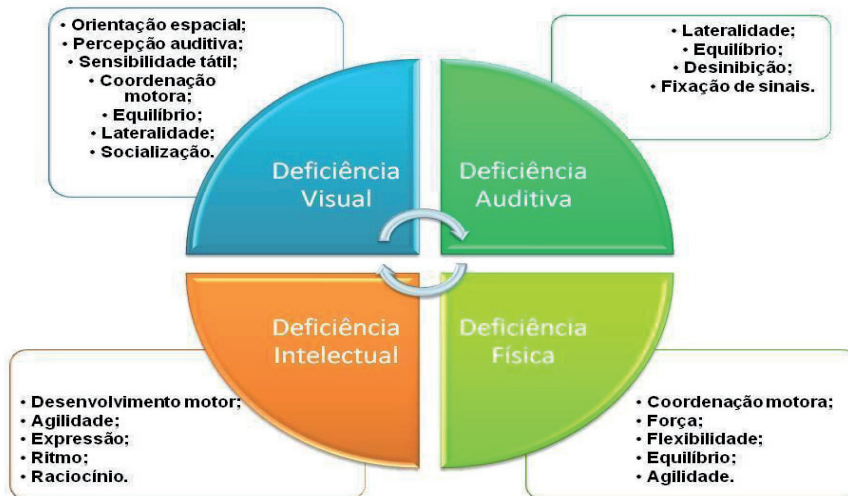 • Orientação espacial;
• Percepção auditiva;
• Sensibilidade tátil;
• Coordenação
motora;
• Equilíbrio;
• Lateralidade;
• Socialização.
• Lateralidade;
• Equilíbrio;
• Desinibição;
• Fixação de sinais.
Deficiência
Visual
Deficiência
Auditiva
Deficiência
Intelectual
Deficiência
Física
• Desenvolvimento motor;
• Agilidade;
• Expressão;
• Ritmo;
• Raciocínio.
• Coordenação motora;
• Força;
• Flexibilidade;
• Equilíbrio;
• Agilidade.